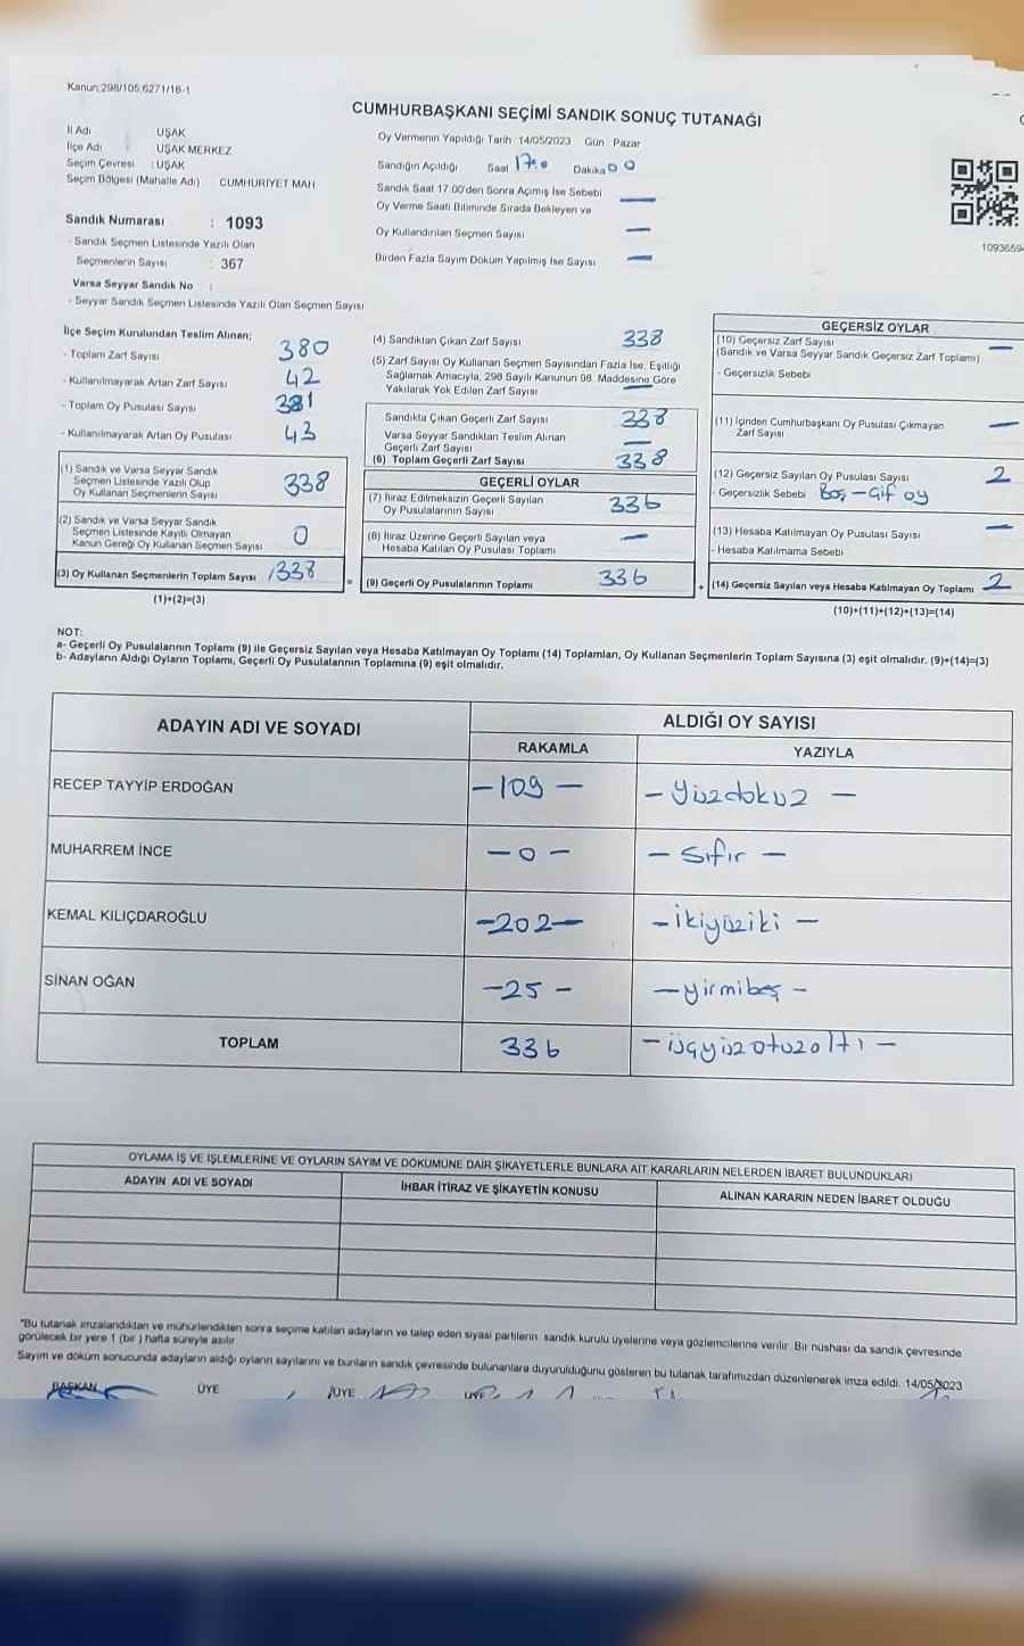 Kanun:298/105,6271/16-1
CUMHURBAŞKANI SEÇİMİ SANDIK SONUÇ TUTANAĞI
İl Adı UŞAK
İlçe Adı UŞAK MERKEZ
Seçim Çevresi : UŞAK
Seçim Bölgesi (Mahalle Adı) CUMHURİYET MAH
Sandık Numarası : 1093
- Sandık Seçmen Listesinde Yazılı Olan
Seçmenlerin Sayısı : 367
Varsa Seyyar Sandık No :
- Seyyar Sandık Seçmen Listesinde Yazılı Olan Seçmen Sayısı
Oy Vermenin Yapıldığı Tarih : 14/05/2023 Gün : Pazar
Sandığın Açıldığı Saat Dakika 00
Sandık Saat 17.00'den Sonra Açımış İse Sebebi —
Oy Verme Saati Bitiminde Sırada Bekleyen ve
Oy Kullandırılan Seçmen Sayısı —
Birden Fazla Sayım Döküm Yapılmış İse Sayısı —
1093659
İlçe Seçim Kurulundan Teslim Alınan;
- Toplam Zarf Sayısı 380
- Kullanılmayarak Artan Zarf Sayısı 42
- Toplam Oy Pusulası Sayısı 381
- Kullanılmayarak Artan Oy Pusulası 43
(1) Sandık ve Varsa Seyyar Sandık
Seçmen Listesinde Yazılı Olup
Oy Kullanan Seçmenlerin Sayısı 338
(2) Sandık ve Varsa Seyyar Sandık
Seçmen Listesinde Kayıtlı Olmayan
Kanun Gereği Oy Kullanan Seçmen Sayısı 0
(3) Oy Kullanan Seçmenlerin Toplam Sayısı 338
(1)+(2)=(3)
(4) Sandıktan Çıkan Zarf Sayısı 338
(5) Zarf Sayısı Oy Kullanan Seçmen Sayısından Fazla İse, Eşitliği
Sağlamak Amacıyla, 298 Sayılı Kanunun 98. Maddesine Göre
Yakılarak Yok Edilen Zarf Sayısı —
Sandıkta Çıkan Geçerli Zarf Sayısı 338
Varsa Seyyar Sandıktan Teslim Alınan
Geçerli Zarf Sayısı —
(6) Toplam Geçerli Zarf Sayısı 338
GEÇERLİ OYLAR
(7) İtiraz Edilmeksizin Geçerli Sayılan
Oy Pusulalarının Sayısı 336
(8) İtiraz Üzerine Geçerli Sayılan veya
Hesaba Katılan Oy Pusulası Toplamı —
= (9) Geçerli Oy Pusulalarının Toplamı 336
GEÇERSİZ OYLAR
(10) Geçersiz Zarf Sayısı —
(Sandık ve Varsa Seyyar Sandık Geçersiz Zarf Toplamı)
- Geçersizlik Sebebi
(11) İçinden Cumhurbaşkanı Oy Pusulası Çıkmayan
Zarf Sayısı —
(12) Geçersiz Sayılan Oy Pusulası Sayısı 2
- Geçersizlik Sebebi Boş-Çif oy
(13) Hesaba Katılmayan Oy Pusulası Sayısı —
- Hesaba Katılmama Sebebi
+ (14) Geçersiz Sayılan veya Hesaba Katılmayan Oy Toplamı 2
(10)+(11)+(12)+(13)=(14)
NOT:
a- Geçerli Oy Pusulalarının Toplamı (9) ile Geçersiz Sayılan veya Hesaba Katılmayan Oy Toplamı (14) Toplamları, Oy Kullanan Seçmenlerin Toplam Sayısına (3) eşit olmalıdır. (9)+(14)=(3)
b- Adayların Aldığı Oyların Toplamı, Geçerli Oy Pusulalarının Toplamına (9) eşit olmalıdır.
ADAYIN ADI VE SOYADI ALDIĞI OY SAYISI
RAKAMLA YAZIYLA
RECEP TAYYİP ERDOĞAN -109- -yüzdokuz-
MUHARREM İNCE -0- -Sıfır-
KEMAL KILIÇDAROĞLU -202- -ikiyüziki-
SİNAN OĞAN -25- -yirmibeş-
TOPLAM 336 -üçyüzotuzaltı-
OYLAMA İŞ VE İŞLEMLERİNE VE OYLARIN SAYIM VE DÖKÜMÜNE DAİR ŞİKAYETLERLE BUNLARA AİT KARARLARIN NELERDEN İBARET BULUNDUKLARI
ADAYIN ADI VE SOYADI İHBAR İTİRAZ VE ŞİKAYETİN KONUSU ALINAN KARARIN NEDEN İBARET OLDUĞU
"Bu tutanak imzalandıktan ve mühürlendikten sonra seçime katılan adayların ve talep eden siyasi partilerin sandık kurulu üyelerine veya gözlemcilerine verilir. Bir nüshası da sandık çevresinde
görülecek bir yere 1 (bir ) hafta süreyle asılır.
Sayım ve döküm sonucunda adayların aldığı oyların sayılarını ve bunların sandık çevresinde bulunanlara duyurulduğunu gösteren bu tutanak tarafımızdan düzenlenerek imza edildi. 14/05/2023
BAŞKAN ÜYE ÜYE ÜYE